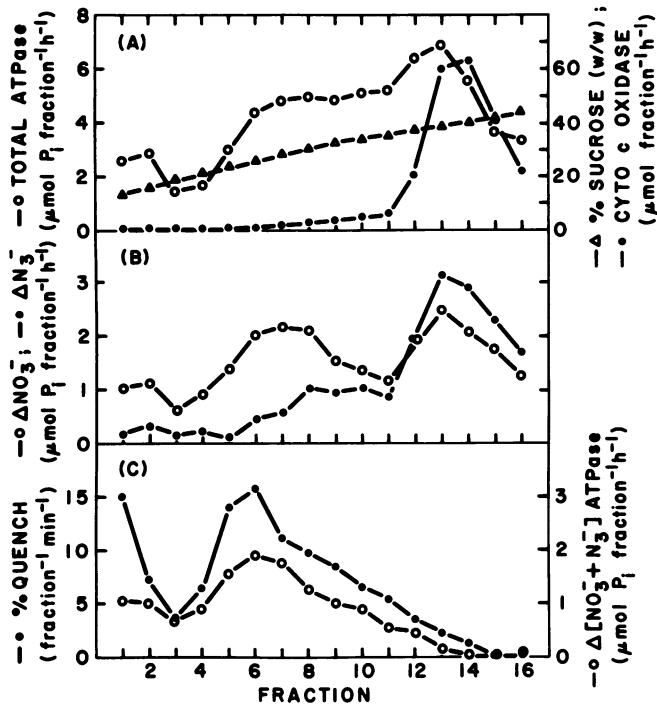 (A)
—○ TOTAL ATPase
(μmol Pᵢ fraction⁻¹h⁻¹)
8
6
4
2
0
60
40
20
0
—△ % SUCROSE (w/w);
—● CYTO c OXIDASE
(μmol fraction⁻¹h⁻¹)
(B)
—○ ΔNO₃⁻; —● ΔN₃⁻
(μmol Pᵢ fraction⁻¹h⁻¹)
3
2
1
0
(C)
—● %QUENCH
(fraction⁻¹ min⁻¹)
15
10
5
0
3
2
1
0
—○ Δ[NO₃⁻+N₃⁻] ATPase
(μmol Pᵢ fraction⁻¹h⁻¹)
2 4 6 8 10 12 14 16
FRACTION